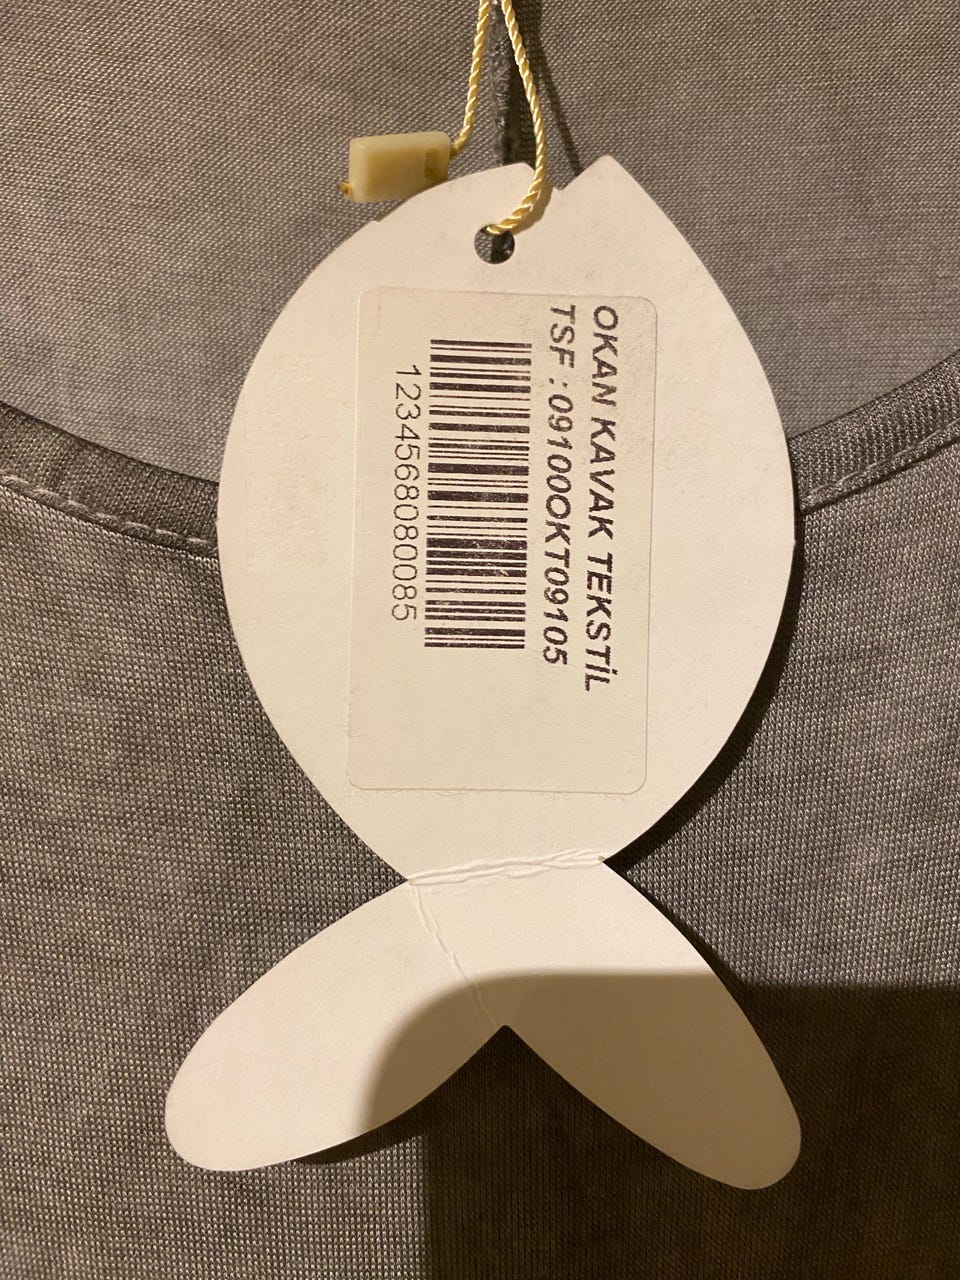 OKAN KAVAK TEKSTİL
TSF : 09100OKT09105
1234568080085